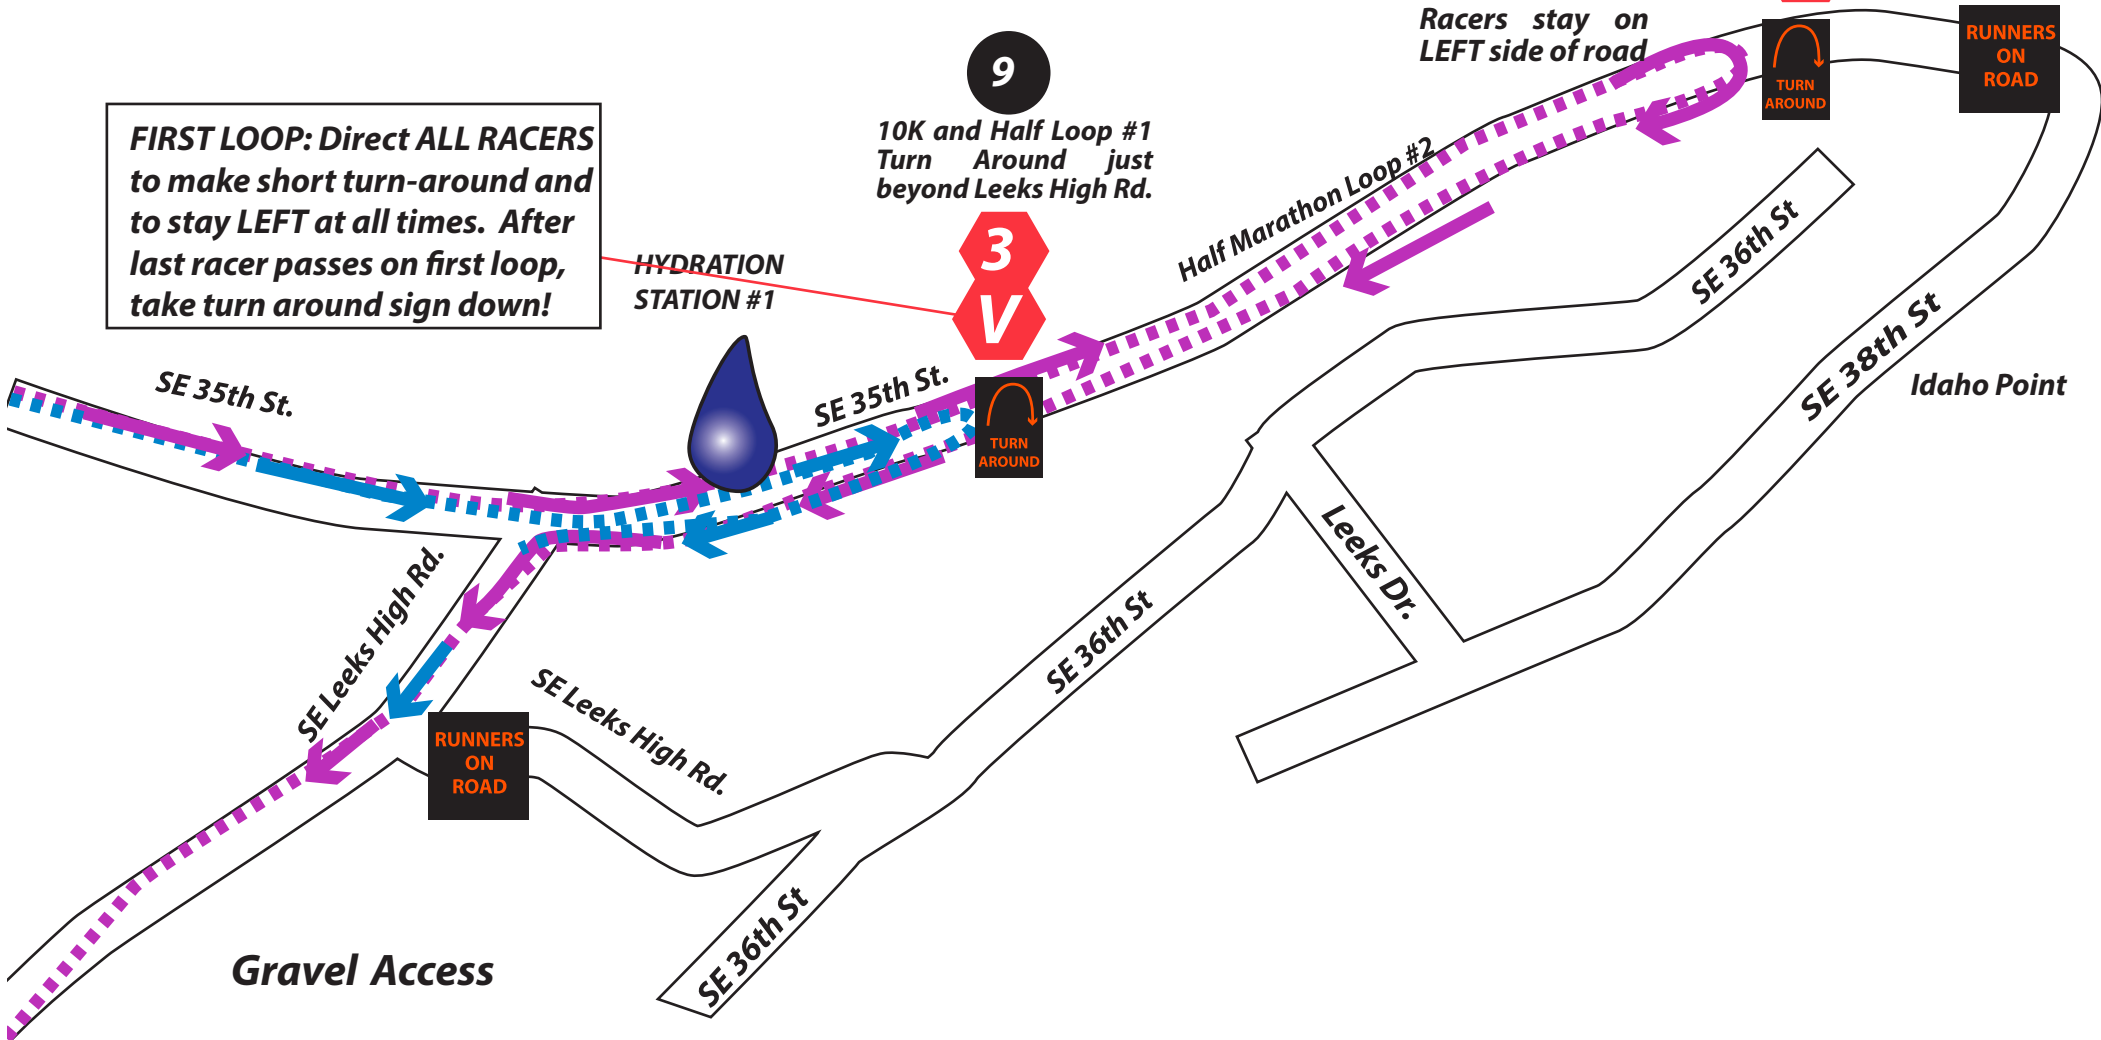 Racers stay on
LEFT side of road
RUNNERS
ON
ROAD
TURN
AROUND
9
10K and Half Loop #1
Turn Around just
beyond Leeks High Rd.
FIRST LOOP: Direct ALL RACERS
to make short turn-around and
to stay LEFT at all times. After
last racer passes on first loop,
take turn around sign down!
HYDRATION
STATION #1
3
V
Half Marathon Loop #2
SE 36th St
SE 38th St
Idaho Point
SE 35th St.
SE 35th St.
TURN
AROUND
Leeks Dr.
SE Leeks High Rd.
SE 36th St
SE Leeks High Rd.
RUNNERS
ON
ROAD
SE 36th St
Gravel Access